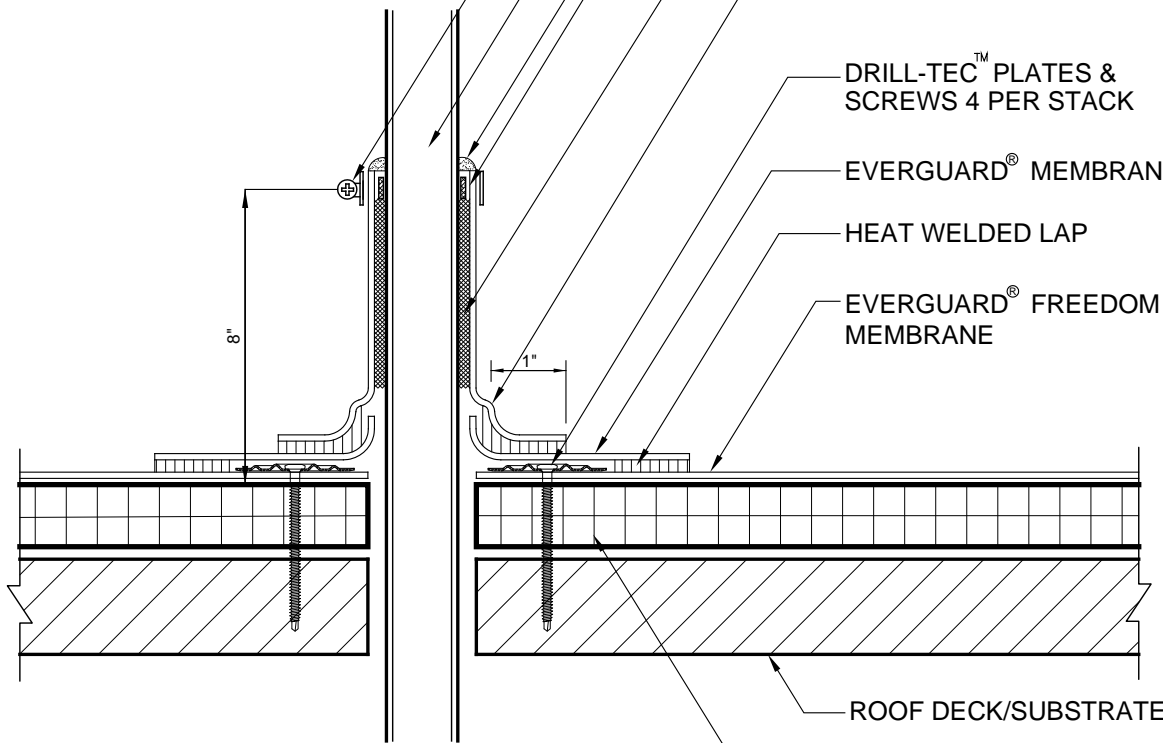 DRILL-TEC™ PLATES &
SCREWS 4 PER STACK
EVERGUARD® MEMBRAN
HEAT WELDED LAP
EVERGUARD® FREEDOM
MEMBRANE
8"
1"
ROOF DECK/SUBSTRATE